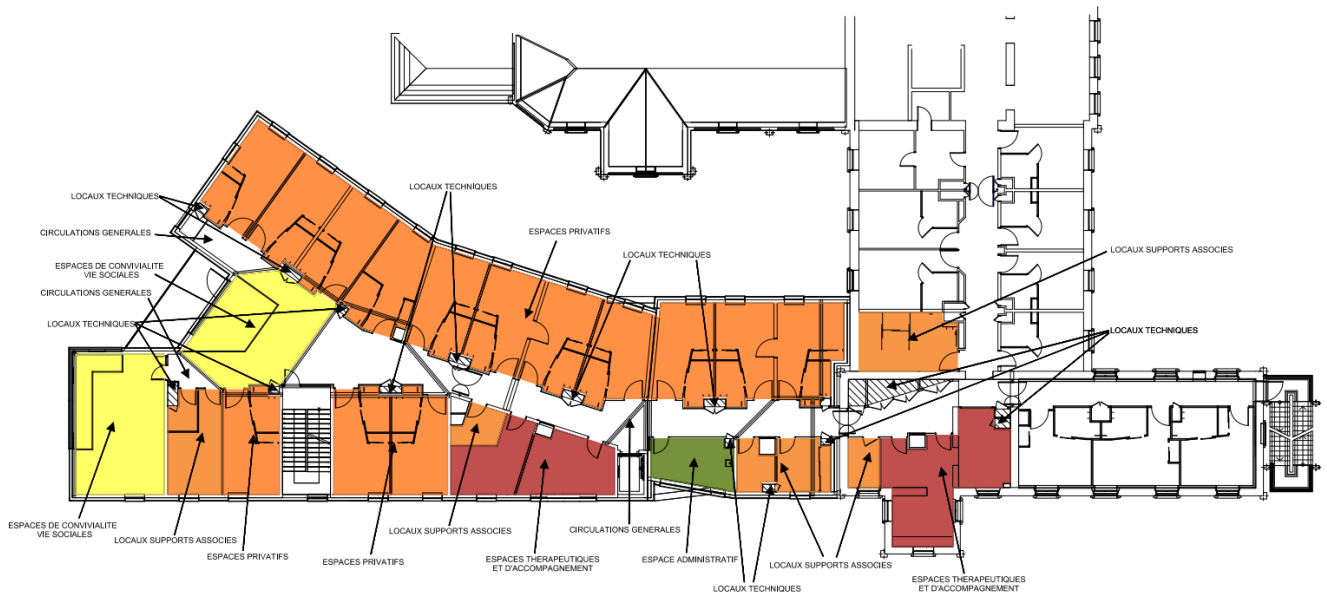 LOCAUX TECHNIQUES
LOCAUX TECHNIQUES
CIRCULATIONS GENERALES
ESPACES PRIVATIFS
LOCAUX SUPPORTS ASSOCIES
LOCAUX TECHNIQUES
ESPACES DE CONVIVIALITE
VIE SOCIALES
CIRCULATIONS GENERALES
LOCAUX TECHNIQUES
LOCAUX TECHNIQUES
ESPACES DE CONVIVIALITE
VIE SOCIALES
LOCAUX SUPPORTS ASSOCIES
ESPACES PRIVATIFS
ESPACES PRIVATIFS
LOCAUX SUPPORTS ASSOCIES
ESPACES THERAPEUTIQUES
ET D'ACCOMPAGNEMENT
CIRCULATIONS GENERALES
ESPACE ADMINISTRATIF
LOCAUX TECHNIQUES
LOCAUX SUPPORTS ASSOCIES
ESPACES THERAPEUTIQUES
ET D'ACCOMPAGNEMENT